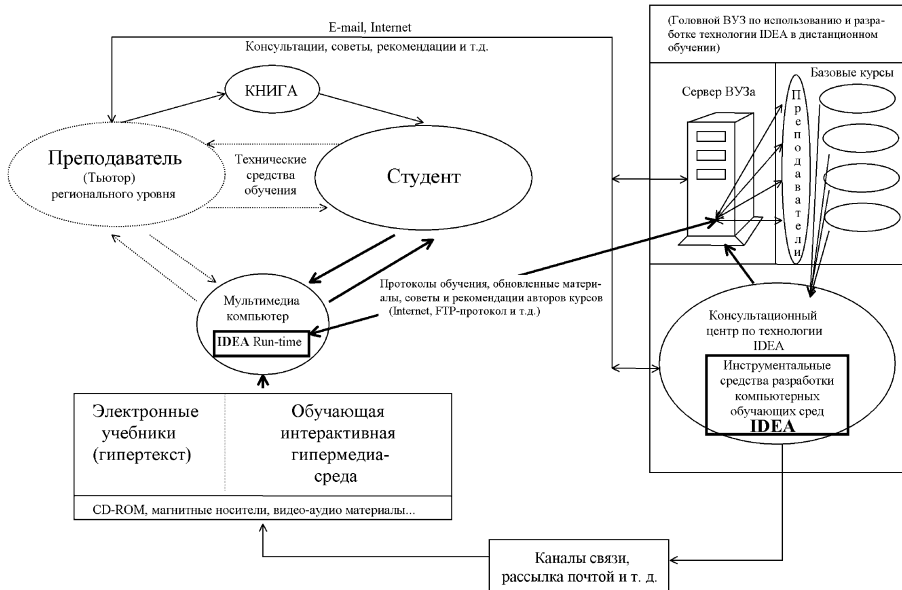 E-mail, Internet
Консультации, советы, рекомендации и т.д.
КНИГА
Преподаватель
(Тьютор)
регионального уровня
Технические
средства
обучения
Студент
Мультимедиа
компьютер
IDEA Run-time
Протоколы обучения, обновленные матери-
алы, советы и рекомендации авторов курсов
(Internet, FTP-протокол и т.д.)
Электронные
учебники
(гипертекст)
Обучающая
интерактивная
гипермедиа-
среда
CD-ROM, магнитные носители, видео-аудио материалы...
Каналы связи,
рассылка почтой и т. д.
(Головной ВУЗ по использованию и разра-
ботке технологии IDEA в дистанционном
обучении)
Сервер ВУЗа
Преподаватели
Базовые курсы
Консультационный
центр по технологии
IDEA
Инструментальные
средства разработки
компьютерных
обучающих сред
IDEA